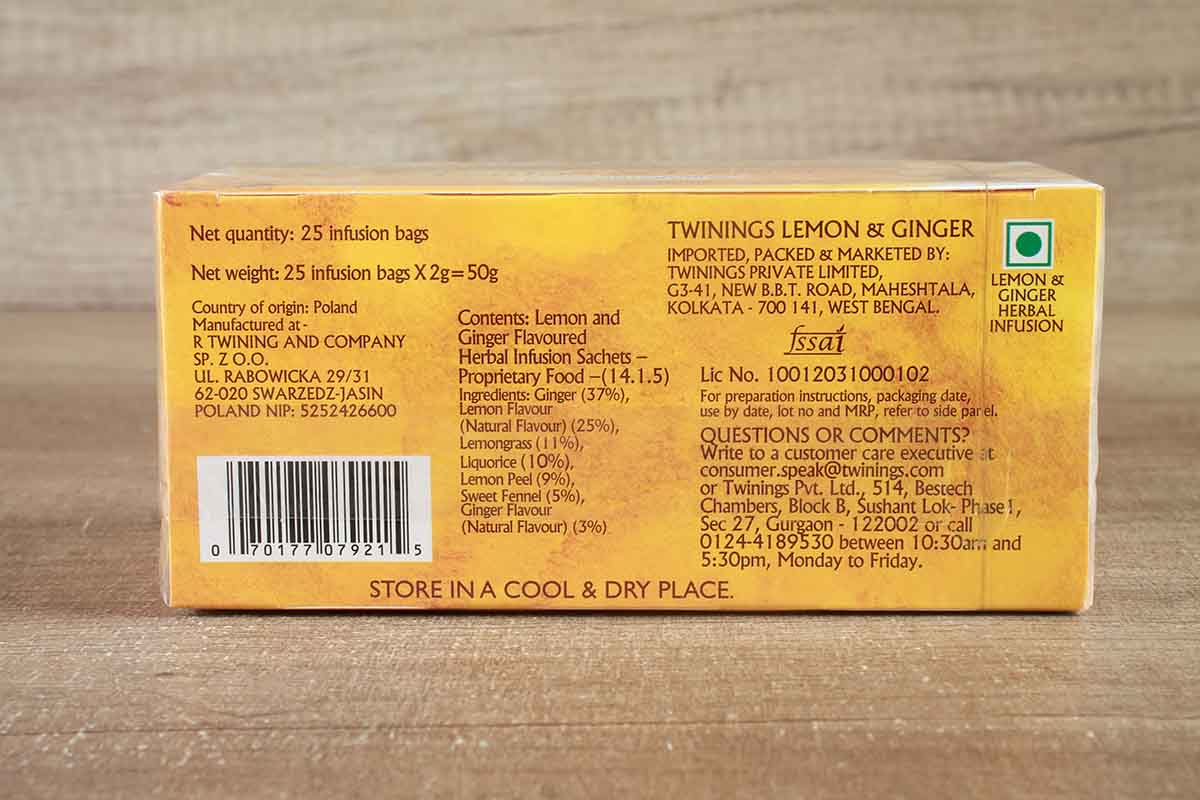 Net quantity: 25 infusion bags
Net weight: 25 infusion bags X 2g=50g
Country of origin: Poland
Manufactured at -
R TWINING AND COMPANY
SP. Z O.O.
UL. RABOWICKA 29/31
62-020 SWARZEDZ-JASIN
POLAND NIP: 5252426600
0 70177 07921 5
Contents: Lemon and
Ginger Flavoured
Herbal Infusion Sachets –
Proprietary Food –(14.1.5)
Ingredients: Ginger (37%),
Lemon Flavour
(Natural Flavour) (25%),
Lemongrass (11%),
Liquorice (10%),
Lemon Peel (9%),
Sweet Fennel (5%),
Ginger Flavour
(Natural Flavour) (3%)
TWININGS LEMON & GINGER
IMPORTED, PACKED & MARKETED BY:
TWININGS PRIVATE LIMITED,
G3-41, NEW B.B.T. ROAD, MAHESHTALA,
KOLKATA - 700 141, WEST BENGAL.
fssai
Lic No. 10012031000102
For preparation instructions, packaging date,
use by date, lot no and MRP, refer to side panel.
QUESTIONS OR COMMENTS?
Write to a customer care executive at
consumer.speak@twinings.com
or Twinings Pvt. Ltd., 514, Bestech
Chambers, Block B, Sushant Lok- Phase1,
Sec 27, Gurgaon - 122002 or call
0124-4189530 between 10:30am and
5:30pm, Monday to Friday.
LEMON &
GINGER
HERBAL
INFUSION
STORE IN A COOL & DRY PLACE.